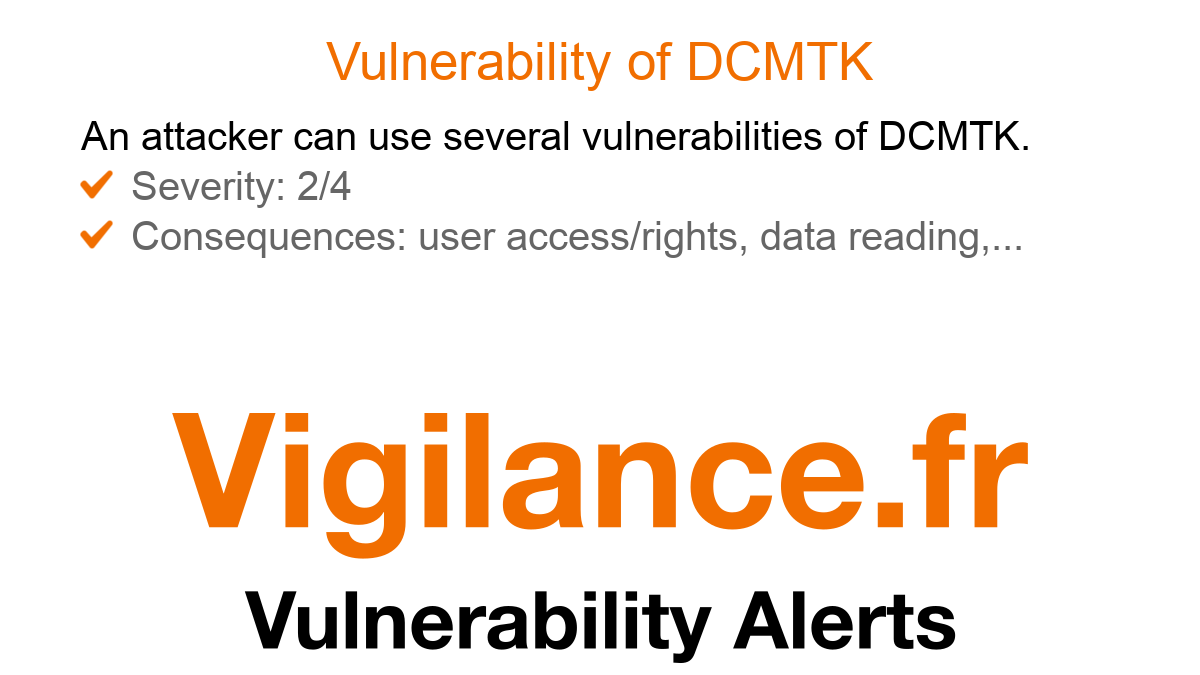 Vulnerability of DCMTK
An attacker can use several vulnerabilities of DCMTK.
Severity: 2/4
Consequences: user access/rights, data reading,...
Vigilance.fr
Vulnerability Alerts